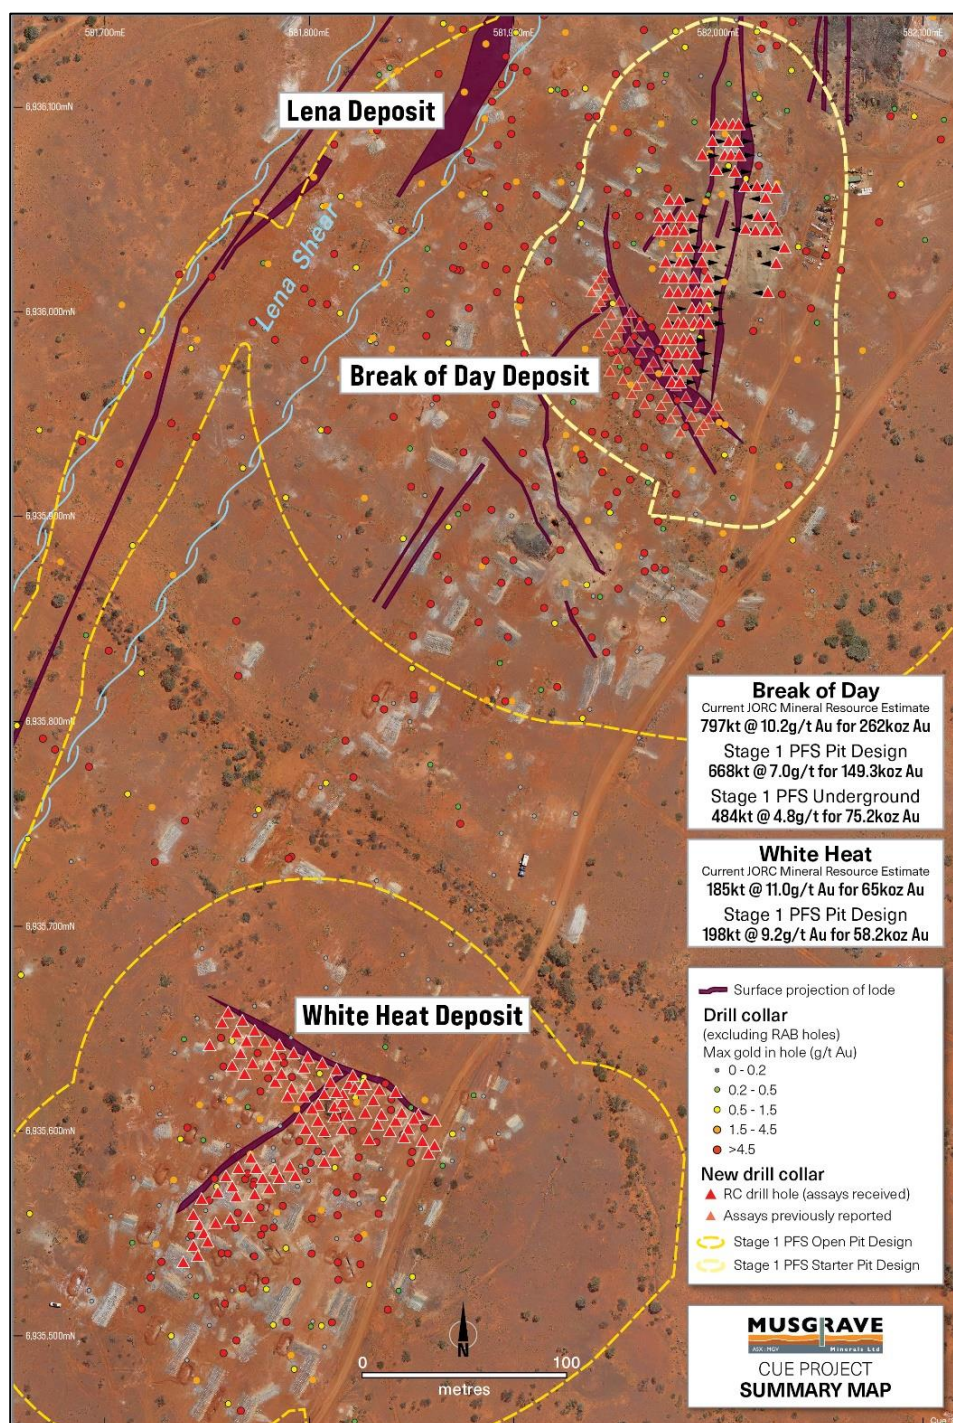 581,700mE
581,800mE
581,900mE
582,000mE
582,100mE
6,936,100mN
Lena Deposit
Lena Shear
6,936,000mN
Break of Day Deposit
6,935,900mN
Break of Day
Current JORC Mineral Resource Estimate
797kt @ 10.2g/t Au for 262koz Au
Stage 1 PFS Pit Design
668kt @ 7.0g/t for 149.3koz Au
Stage 1 PFS Underground
484kt @ 4.8g/t for 75.2koz Au
6,935,800mN
White Heat
Current JORC Mineral Resource Estimate
185kt @ 11.0g/t Au for 65koz Au
Stage 1 PFS Pit Design
198kt @ 9.2g/t Au for 58.2koz Au
6,935,700mN
White Heat Deposit
6,935,600mN
Surface projection of lode
Drill collar
(excluding RAB holes)
Max gold in hole (g/t Au)
0 - 0.2
0.2 - 0.5
0.5 - 1.5
1.5 - 4.5
>4.5
New drill collar
RC drill hole (assays received)
Assays previously reported
Stage 1 PFS Open Pit Design
Stage 1 PFS Starter Pit Design
6,935,500mN
N
0 100
metres
MUSGRAVE
ASX : MGV Minerals Ltd
CUE PROJECT
SUMMARY MAP